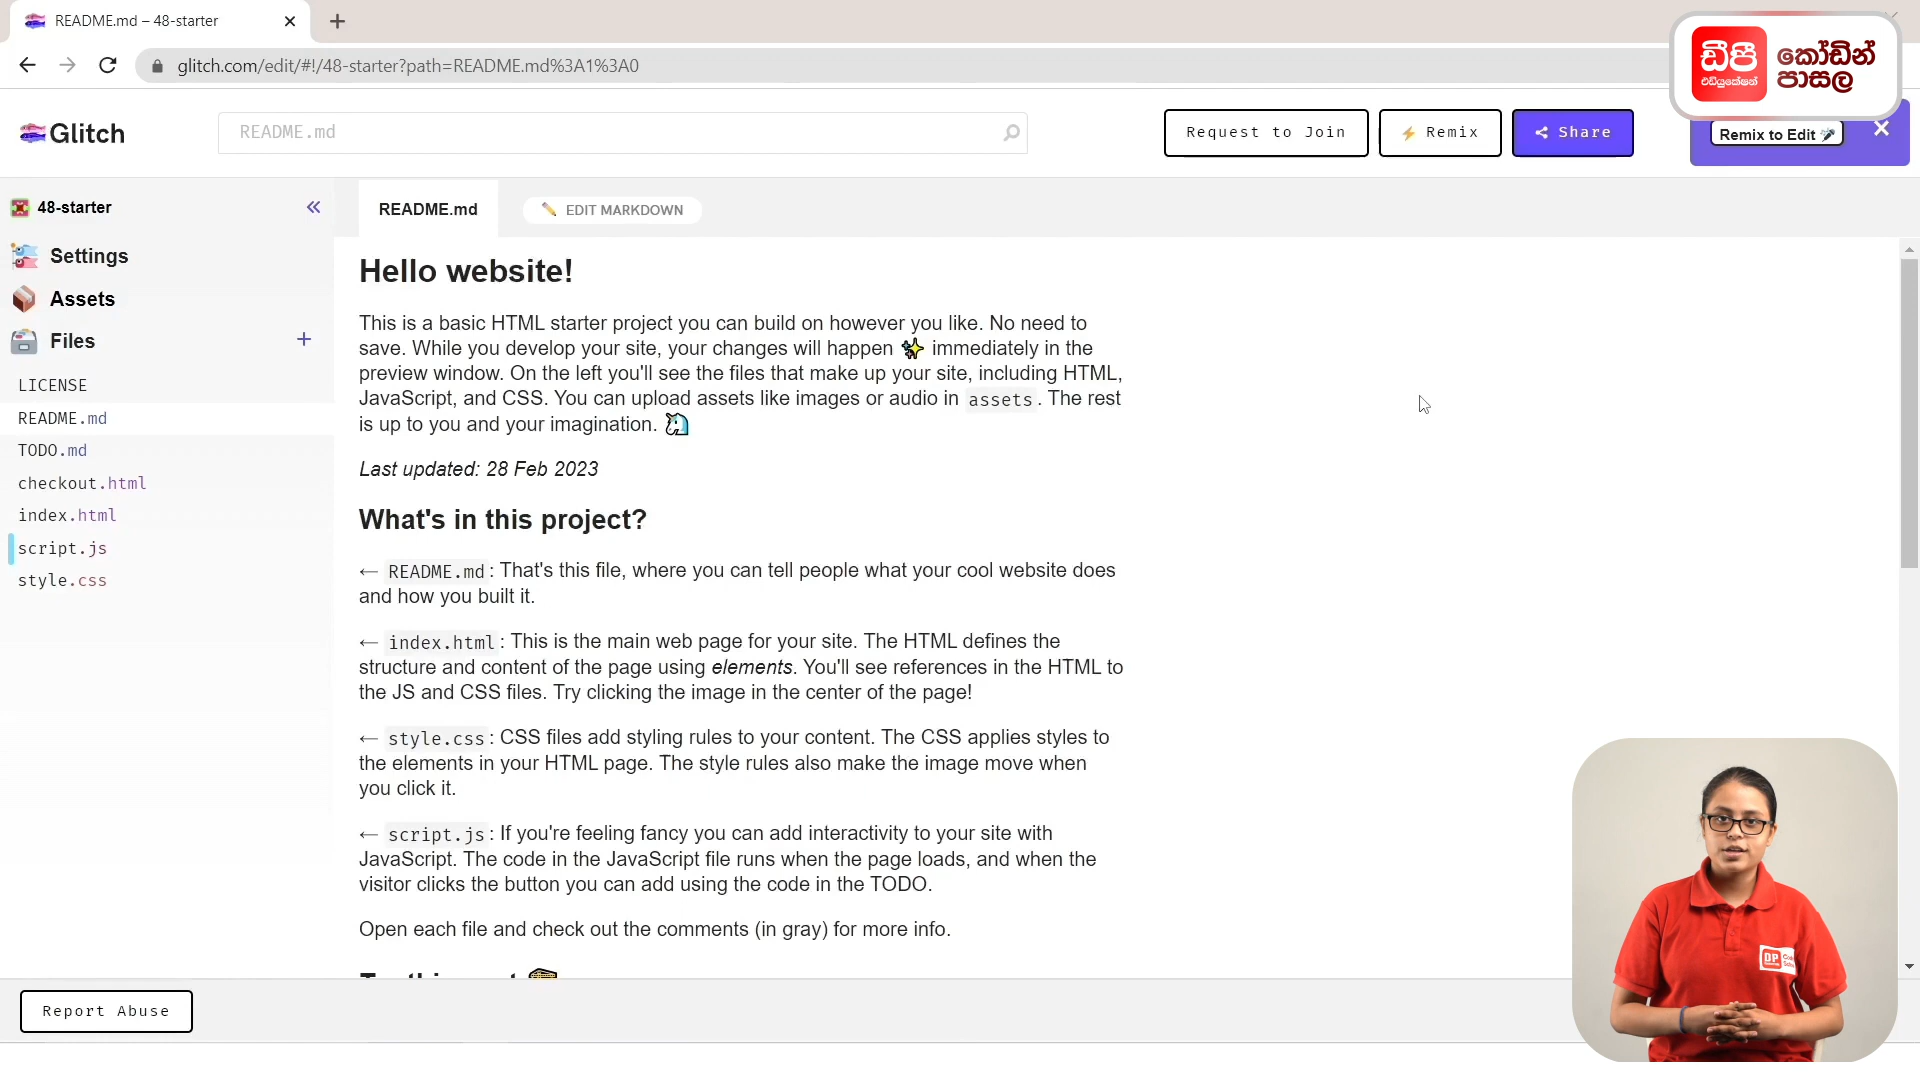 README.md – 48-starter
glitch.com/edit/#!/48-starter?path=README.md%3A1%3A0
ඩීපී
එඩියුකේෂන්
කෝඩින්
පාසල
Glitch
README.md
Request to Join
Remix
Share
Remix to Edit
48-starter
Settings
Assets
Files
LICENSE
README.md
TODO.md
checkout.html
index.html
script.js
style.css
README.md
EDIT MARKDOWN
Hello website!
This is a basic HTML starter project you can build on however you like. No need to
save. While you develop your site, your changes will happen ✨ immediately in the
preview window. On the left you'll see the files that make up your site, including HTML,
JavaScript, and CSS. You can upload assets like images or audio in assets. The rest
is up to you and your imagination. 🦄
Last updated: 28 Feb 2023
What's in this project?
← README.md: That's this file, where you can tell people what your cool website does
and how you built it.
← index.html: This is the main web page for your site. The HTML defines the
structure and content of the page using elements. You'll see references in the HTML to
the JS and CSS files. Try clicking the image in the center of the page!
← style.css: CSS files add styling rules to your content. The CSS applies styles to
the elements in your HTML page. The style rules also make the image move when
you click it.
← script.js: If you're feeling fancy you can add interactivity to your site with
JavaScript. The code in the JavaScript file runs when the page loads, and when the
visitor clicks the button you can add using the code in the TODO.
Open each file and check out the comments (in gray) for more info.
Report Abuse
DP